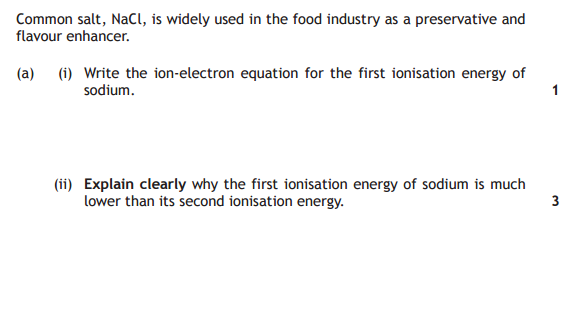 Common salt, NaCl, is widely used in the food industry as a preservative and
flavour enhancer.
(a) (i) Write the ion-electron equation for the first ionisation energy of
sodium. 1
(ii) Explain clearly why the first ionisation energy of sodium is much
lower than its second ionisation energy. 3